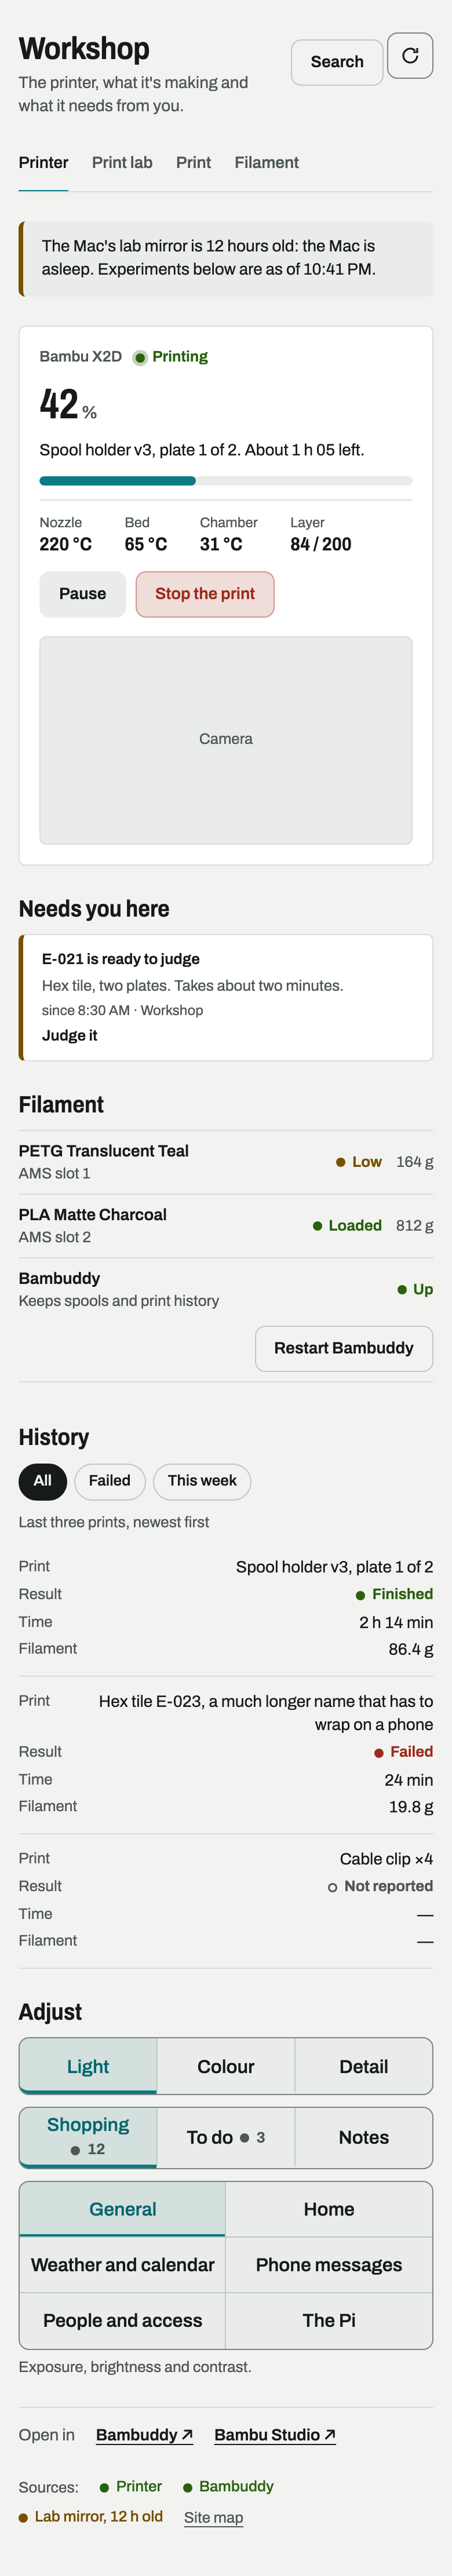 Workshop
The printer, what it's making and
what it needs from you.
Search
Printer
Print lab
Print
Filament
The Mac's lab mirror is 12 hours old: the Mac is
asleep. Experiments below are as of 10:41 PM.
Bambu X2D
Printing
42 %
Spool holder v3, plate 1 of 2. About 1 h 05 left.
Nozzle
220 °C
Bed
65 °C
Chamber
31 °C
Layer
84 / 200
Pause
Stop the print
Camera
Needs you here
E-021 is ready to judge
Hex tile, two plates. Takes about two minutes.
since 8:30 AM · Workshop
Judge it
Filament
PETG Translucent Teal
AMS slot 1
Low 164 g
PLA Matte Charcoal
AMS slot 2
Loaded 812 g
Bambuddy
Keeps spools and print history
Up
Restart Bambuddy
History
All
Failed
This week
Last three prints, newest first
Print Spool holder v3, plate 1 of 2
Result Finished
Time 2 h 14 min
Filament 86.4 g
Print Hex tile E-023, a much longer name that has to
wrap on a phone
Result Failed
Time 24 min
Filament 19.8 g
Print Cable clip ×4
Result Not reported
Time —
Filament —
Adjust
Light
Colour
Detail
Shopping
12
To do 3
Notes
General
Home
Weather and calendar
Phone messages
People and access
The Pi
Exposure, brightness and contrast.
Open in Bambuddy ↗ Bambu Studio ↗
Sources: Printer Bambuddy
Lab mirror, 12 h old Site map